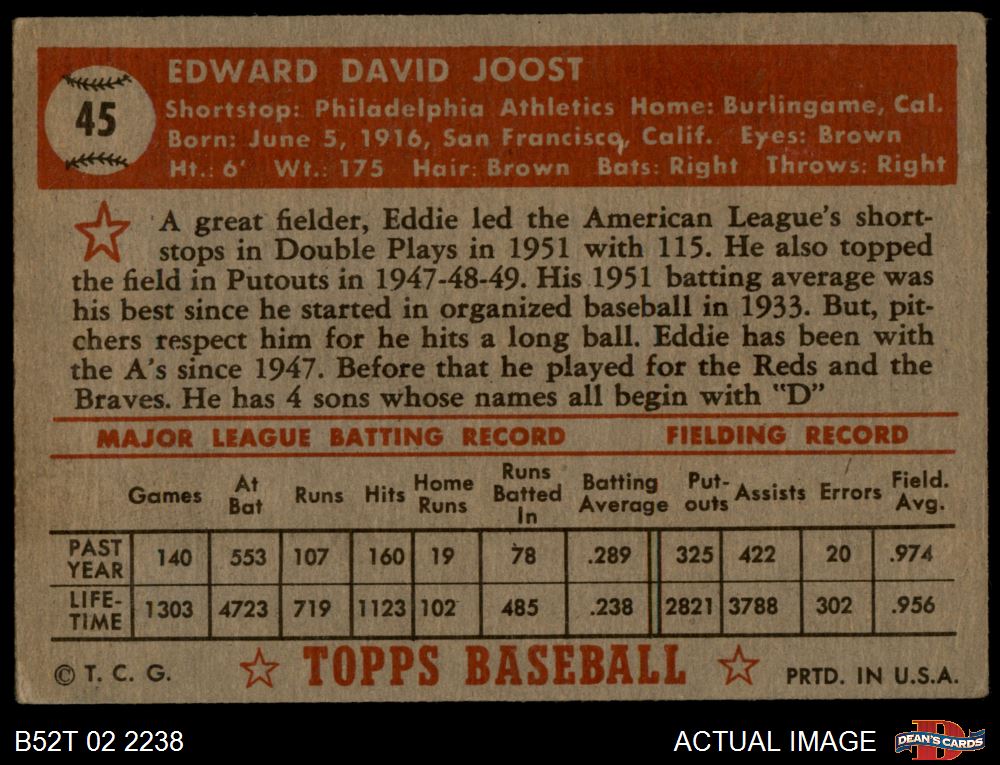 45
EDWARD DAVID JOOST
Shortstop: Philadelphia Athletics Home: Burlingame, Cal.
Born: June 5, 1916, San Francisco, Calif. Eyes: Brown
Ht.: 6' Wt.: 175 Hair: Brown Bats: Right Throws: Right
A great fielder, Eddie led the American League's short-
stops in Double Plays in 1951 with 115. He also topped
the field in Putouts in 1947-48-49. His 1951 batting average was
his best since he started in organized baseball in 1933. But, pit-
chers respect him for he hits a long ball. Eddie has been with
the A's since 1947. Before that he played for the Reds and the
Braves. He has 4 sons whose names all begin with "D"
MAJOR LEAGUE BATTING RECORD FIELDING RECORD
Games At Bat Runs Hits Home Runs Runs Batted In Batting Average Put-outs Assists Errors Field. Avg.
PAST YEAR 140 553 107 160 19 78 .289 325 422 20 .974
LIFE-TIME 1303 4723 719 1123 102 485 .238 2821 3788 302 .956
© T. C. G. TOPPS BASEBALL PRTD. IN U.S.A.
B52T 02 2238 ACTUAL IMAGE DEAN'S CARDS